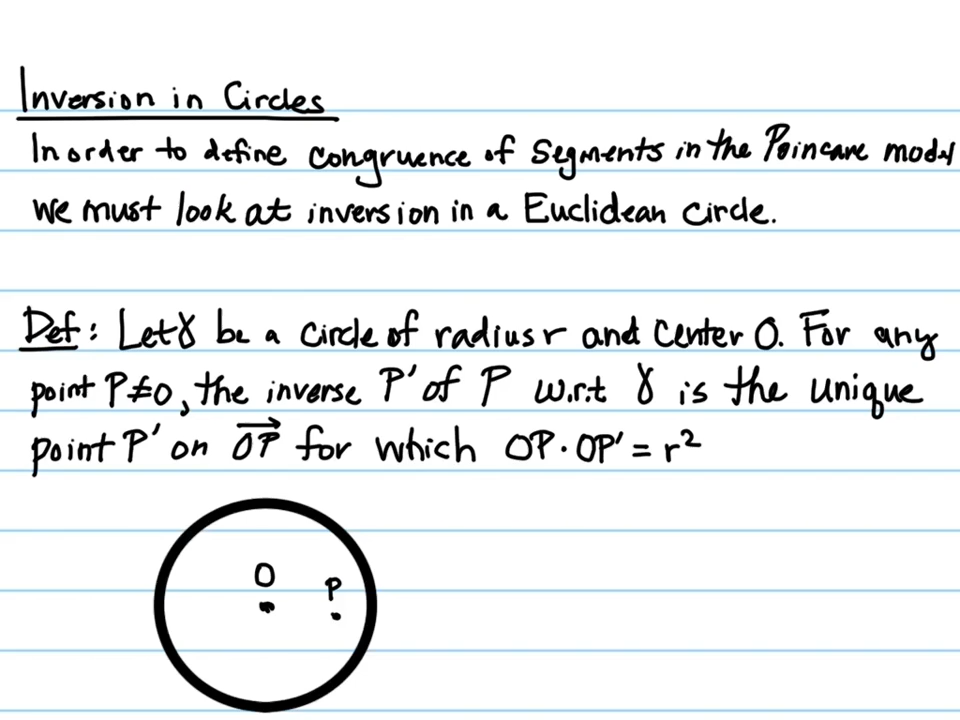 Inversion in Circles
In order to define congruence of segments in the Poincare model
we must look at inversion in a Euclidean circle.
Def: Let γ be a circle of radius r and center O. For any
point P≠O, the inverse P' of P w.r.t γ is the unique
point P' on \overrightarrow{OP} for which OP·OP' = r²
O
P